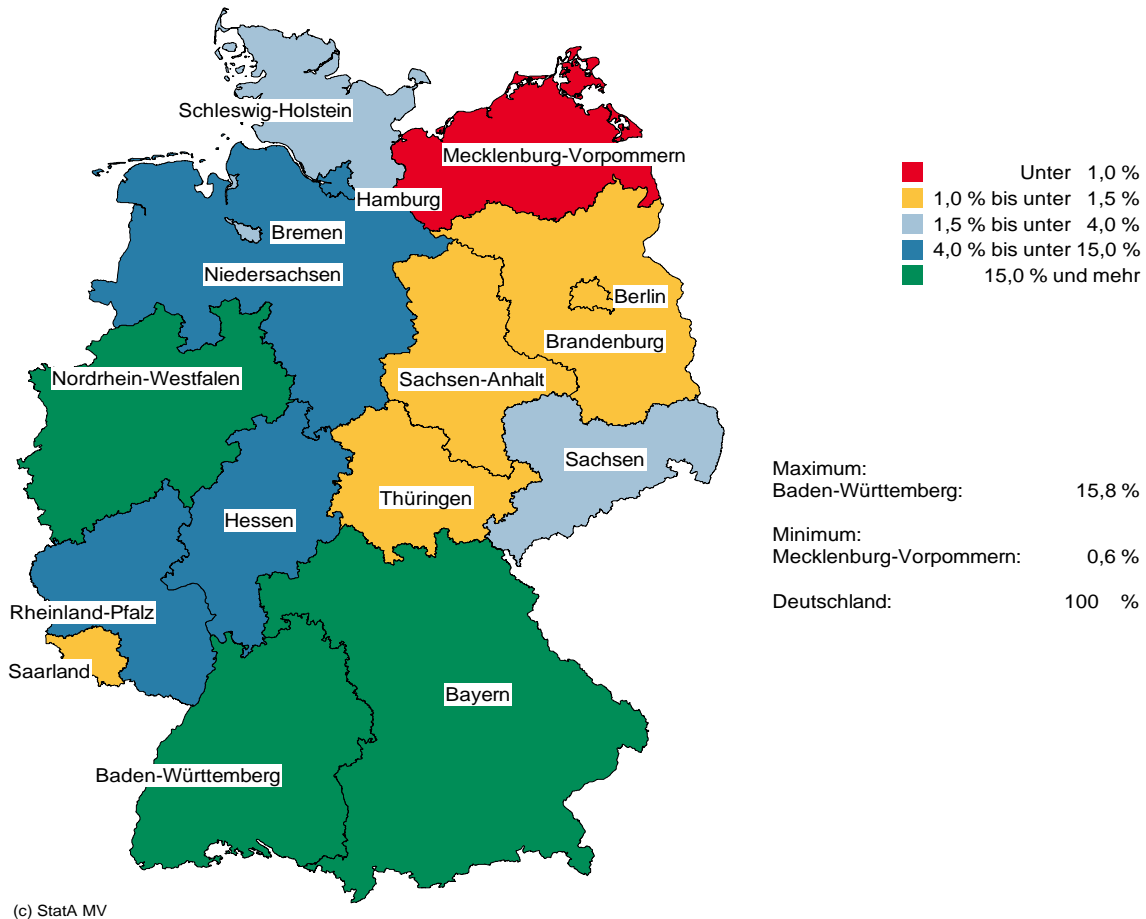 Schleswig-Holstein
Mecklenburg-Vorpommern
Hamburg
Bremen
Niedersachsen
Berlin
Brandenburg
Nordrhein-Westfalen
Sachsen-Anhalt
Sachsen
Thüringen
Hessen
Rheinland-Pfalz
Saarland
Bayern
Baden-Württemberg
Unter 1,0 %
1,0 % bis unter 1,5 %
1,5 % bis unter 4,0 %
4,0 % bis unter 15,0 %
15,0 % und mehr
Maximum:
Baden-Württemberg: 15,8 %
Minimum:
Mecklenburg-Vorpommern: 0,6 %
Deutschland: 100 %
(c) StatA MV